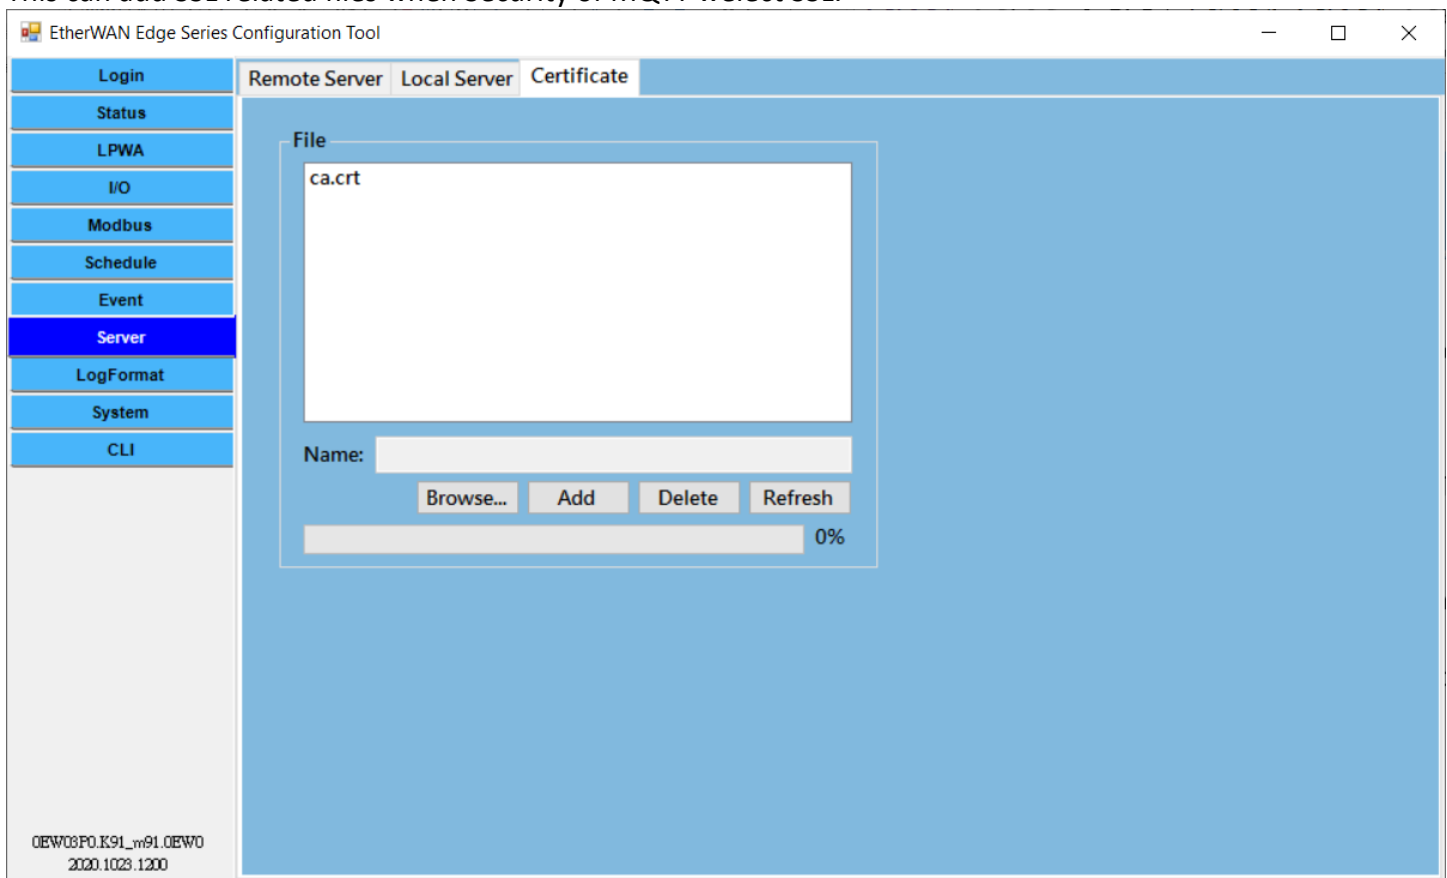 EtherWAN Edge Series Configuration Tool
Login
Status
LPWA
I/O
Modbus
Schedule
Event
Server
LogFormat
System
CLI
0EW03P0.K91_m91.0EW0
2020.1023.1200
Remote Server Local Server Certificate
File
ca.crt
Name:
Browse... Add Delete Refresh
0%